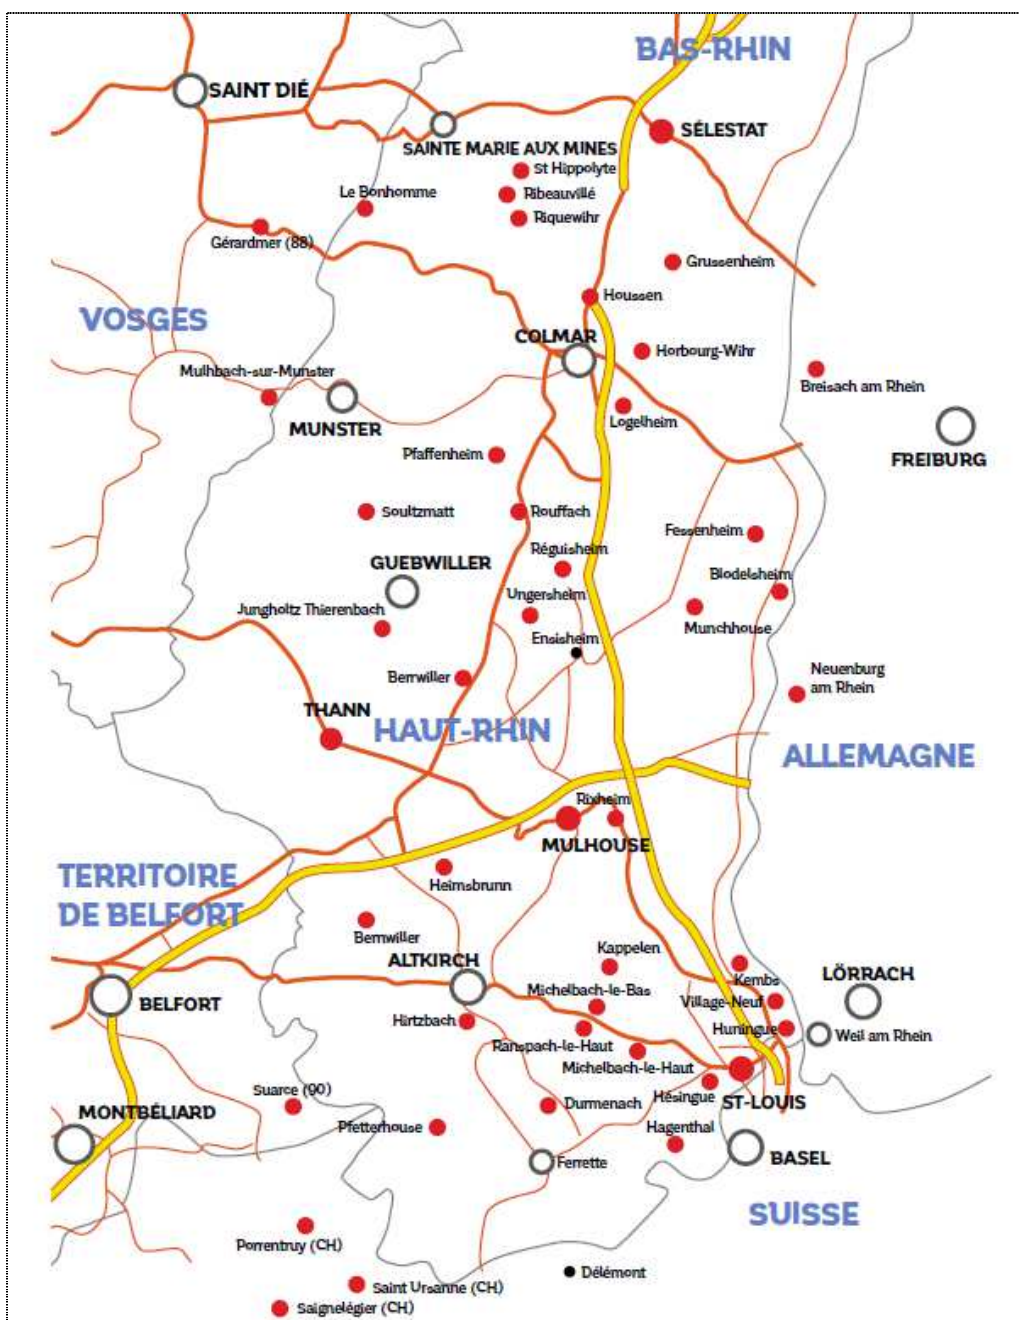 BAS-RHIN
SAINT DIÉ
SÉLESTAT
SAINTE MARIE AUX MINES
St Hippolyte
Le Bonhomme
Ribeauvillé
Riquewihr
Gérardmer (88)
Grussenheim
Houssen
VOSGES
COLMAR
Horbourg-Wihr
Mulhbach-sur-Munster
Breisach am Rhein
Logelheim
MUNSTER
Pfaffenheim
FREIBURG
Soultzmatt
Rouffach
Fessenheim
Réguisheim
GUEBWILLER
Blodelsheim
Ungersheim
Jungholtz Thierenbach
Munchhouse
Ensisheim
Berrwiller
Neuenburg
am Rhein
THANN
HAUT-RHIN
ALLEMAGNE
Rixheim
MULHOUSE
TERRITOIRE
DE BELFORT
Heimsbrunn
Bernwiller
Kappelen
ALTKIRCH
LÖRRACH
Kembs
Michelbach-le-Bas
Village-Neuf
BELFORT
Hirtzbach
Huningue
Weil am Rhein
Ranspach-le-Haut
Michelbach-le-Haut
Suarce (90)
Hésingue
ST-LOUIS
MONTBÉLIARD
Durmenach
Pfetterhouse
Hagenthal
BASEL
Ferrette
SUISSE
Porrentruy (CH)
Délémont
Saint Ursanne (CH)
Saignelégier (CH)